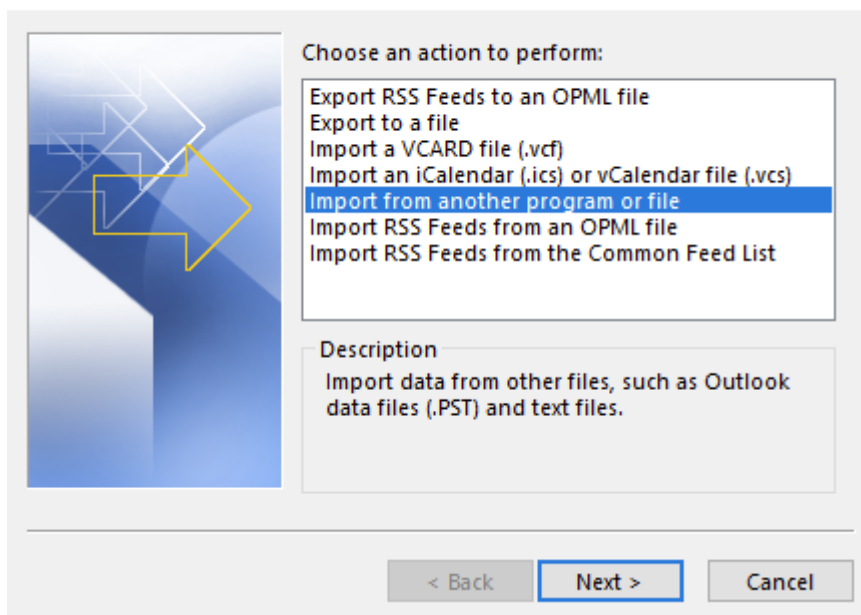 Choose an action to perform:
Export RSS Feeds to an OPML file
Export to a file
Import a VCARD file (.vcf)
Import an iCalendar (.ics) or vCalendar file (.vcs)
Import from another program or file
Import RSS Feeds from an OPML file
Import RSS Feeds from the Common Feed List
Description
Import data from other files, such as Outlook
data files (.PST) and text files.
< Back Next > Cancel